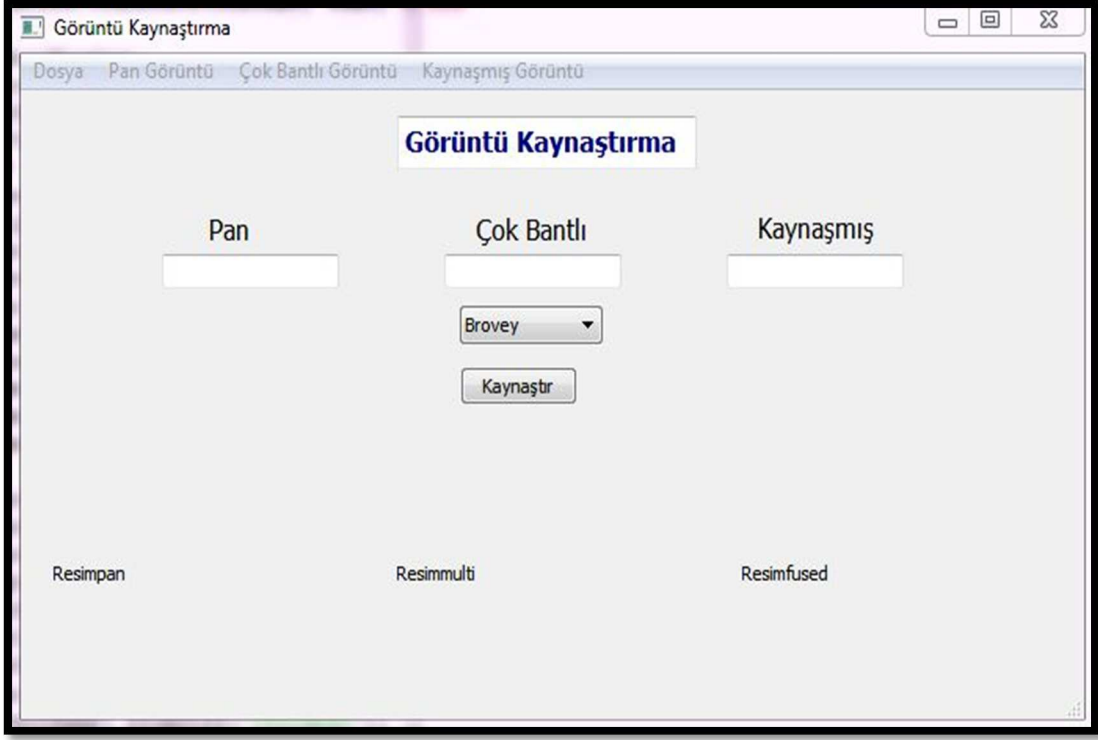 Görüntü Kaynaştırma
Dosya Pan Görüntü Çok Bantlı Görüntü Kaynaşmış Görüntü
Görüntü Kaynaştırma
Pan Çok Bantlı Kaynaşmış
Brovey
Kaynaştır
Resimpan Resimmulti Resimfused